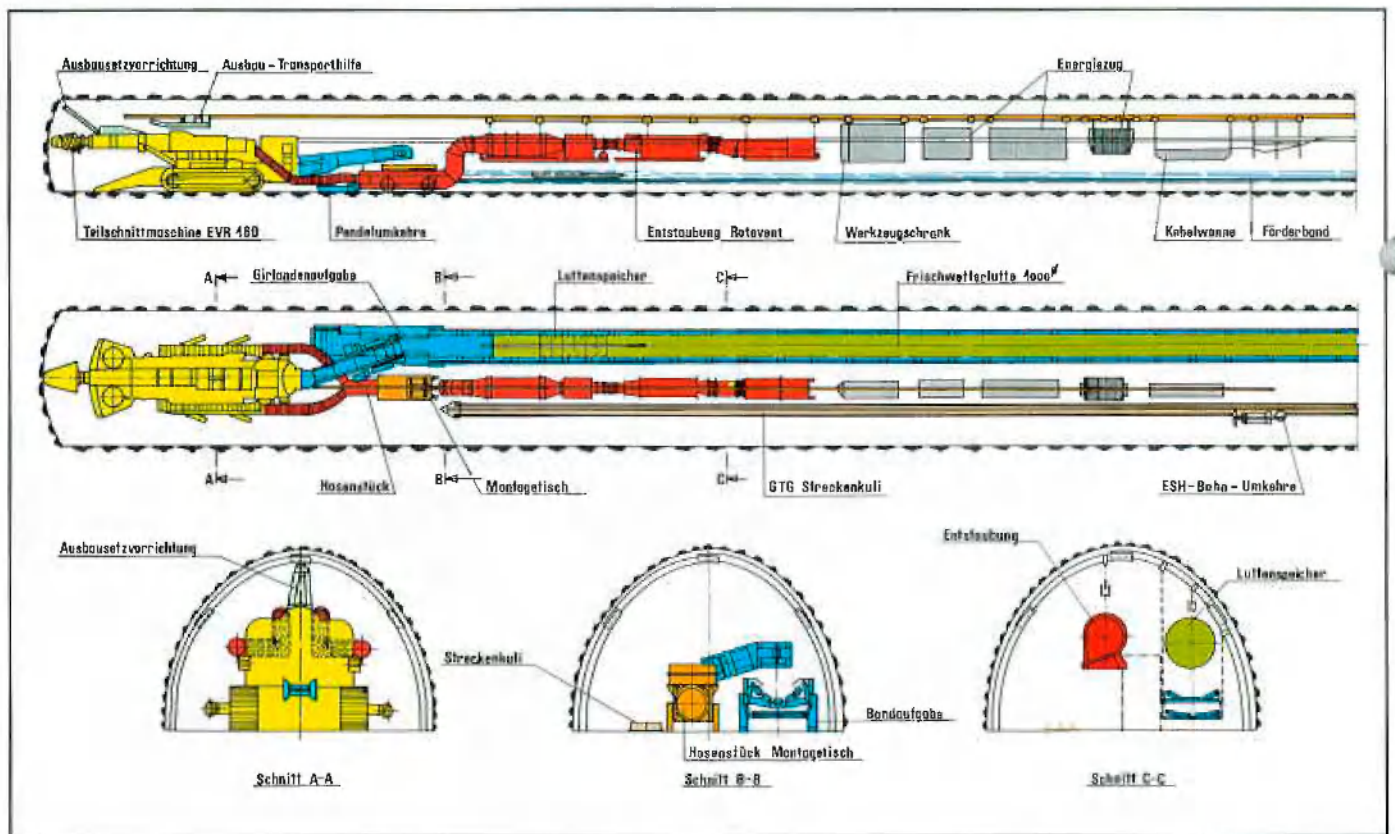 Ausbausetzvorrichtung
Ausbau-Transporthilfe
Energiezug
Teilschnittmaschine EVR 160
Pendelumkehre
Entstaubung Rotovent
Werkzeugschrank
Kabelwanne
Förderband
A
Girlandenaufgabe
B
Luttenspeicher
C
Frischwetterlutte 1000⌀
A
Hosenstück
B
Montagetisch
C
GTG Streckenkuli
ESH-Bahn-Umkehre
Ausbausetzvorrichtung
Schnitt A-A
Streckenkuli
Bandaufgabe
Hosenstück Montagetisch
Schnitt B-B
Entstaubung
Luttenspeicher
Schnitt C-C